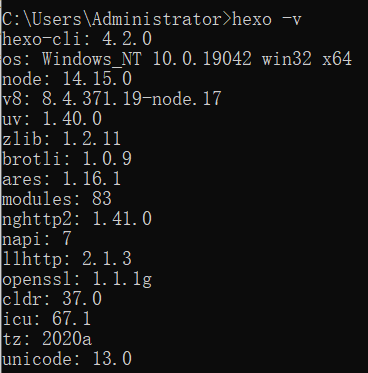 C:\Users\Administrator>hexo -v
hexo-cli: 4.2.0
os: Windows_NT 10.0.19042 win32 x64
node: 14.15.0
v8: 8.4.371.19-node.17
uv: 1.40.0
zlib: 1.2.11
brotli: 1.0.9
ares: 1.16.1
modules: 83
nghttp2: 1.41.0
napi: 7
llhttp: 2.1.3
openssl: 1.1.1g
cldr: 37.0
icu: 67.1
tz: 2020a
unicode: 13.0